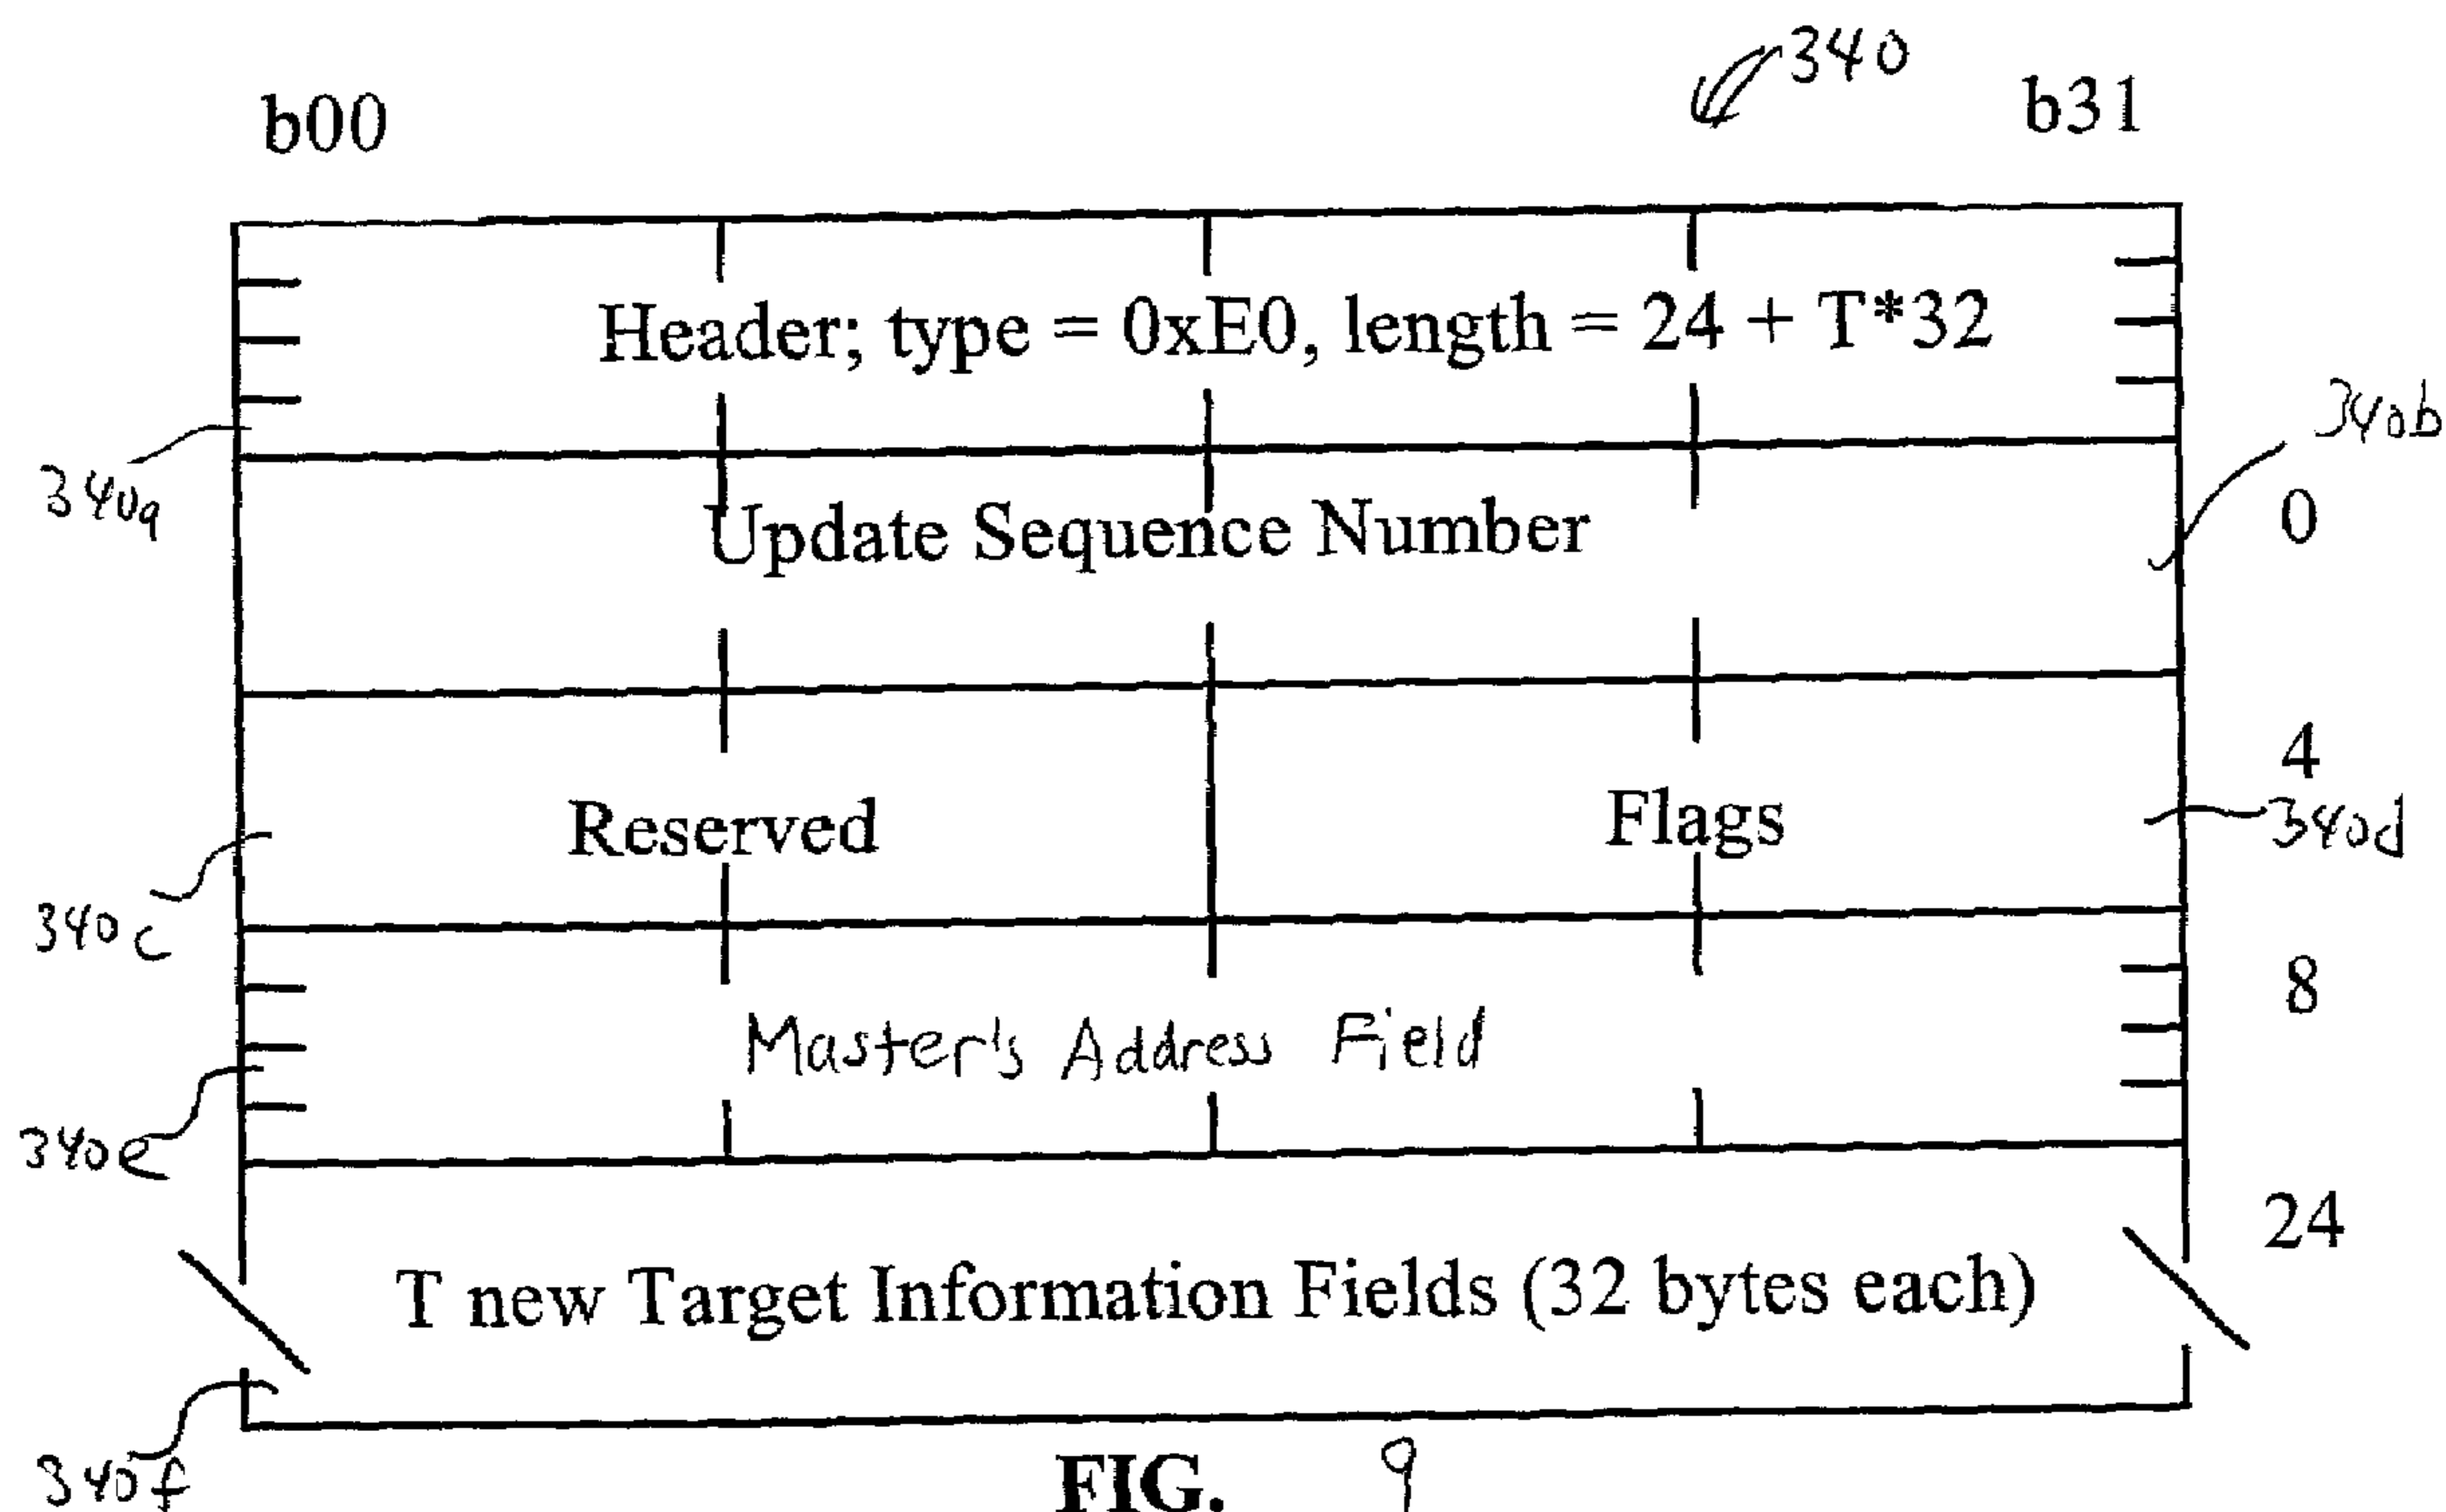 340
b00 b31
Header; type = 0xE0, length = 24 + T*32
340b
340a
Update Sequence Number 0
4
Reserved Flags 340d
340c
8
Master's Address Field
340e
24
T new Target Information Fields (32 bytes each)
340f
FIG. 9